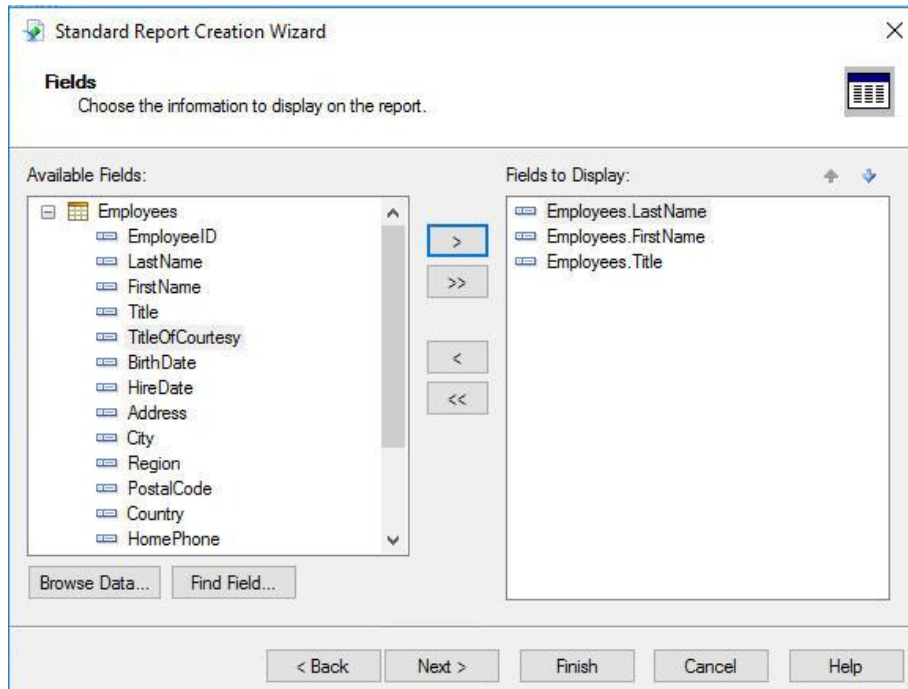 Standard Report Creation Wizard
Fields
Choose the information to display on the report.
Available Fields:
Employees
EmployeeID
LastName
FirstName
Title
TitleOfCourtesy
BirthDate
HireDate
Address
City
Region
PostalCode
Country
HomePhone
Browse Data...
Find Field...
>
>>
<
<<
Fields to Display:
Employees.LastName
Employees.FirstName
Employees.Title
< Back
Next >
Finish
Cancel
Help